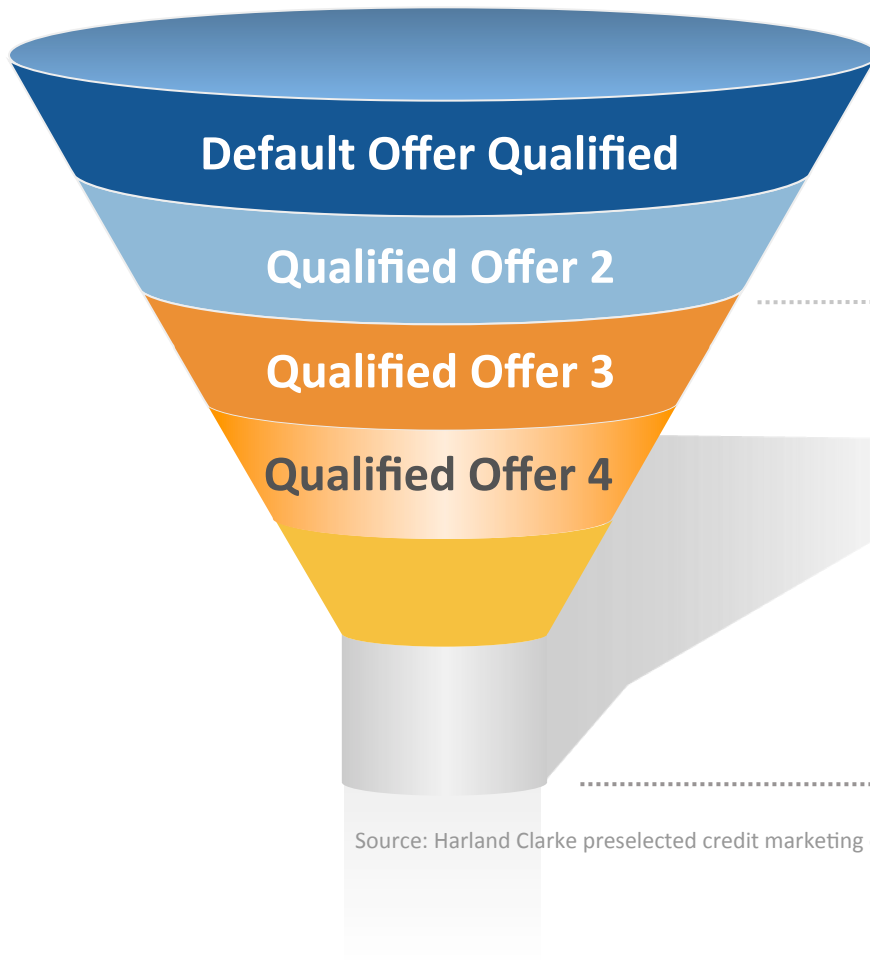 Default Offer Qualified
Qualified Offer 2
Qualified Offer 3
Qualified Offer 4
Source: Harland Clarke preselected credit marketing